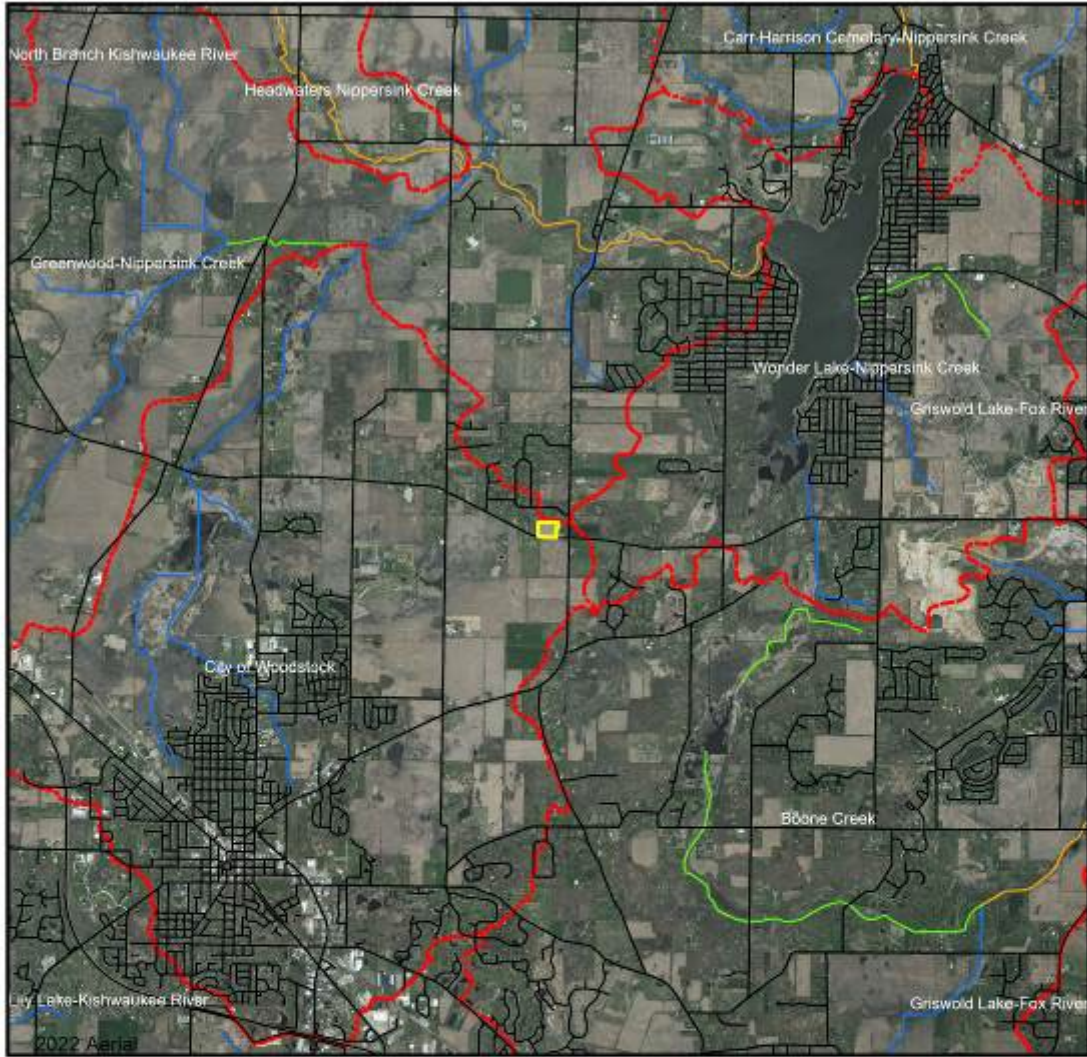 Carr-Harrison Cemetary-Nippersink Creek
North Branch Kishwaukee River
Headwaters Nippersink Creek
Greenwood-Nippersink Creek
Wonder Lake-Nippersink Creek
Griswold Lake-Fox River
City of Woodstock
Boone Creek
Lily Lake-Kishwaukee River
Griswold Lake-Fox River
2022 Aerial